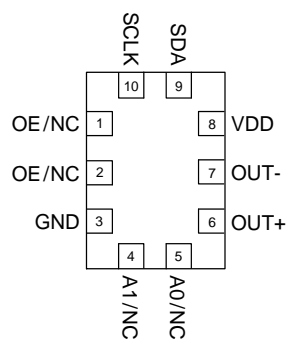 SCLK SDA
10 9
OE/NC 1 8 VDD
OE/NC 2 7 OUT-
GND 3 6 OUT+
4 5
A1/NC A0/NC